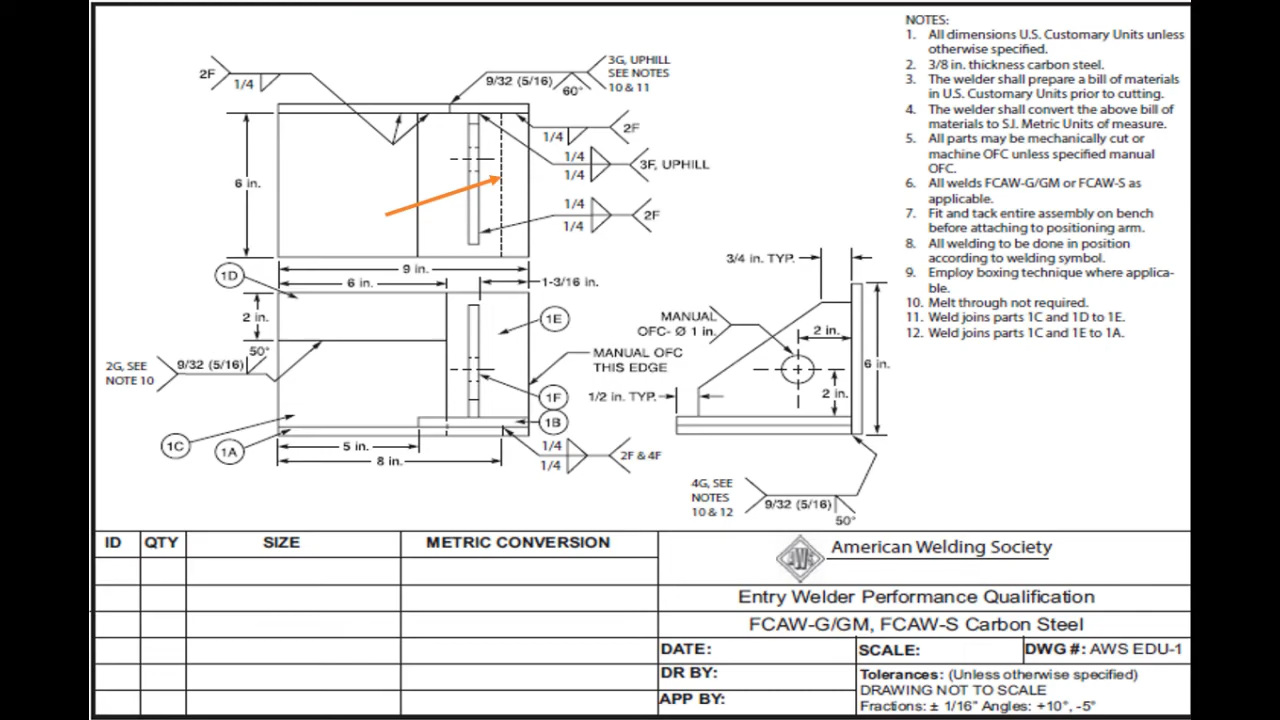 NOTES:
1. All dimensions U.S. Customary Units unless
otherwise specified.
2. 3/8 in. thickness carbon steel.
3. The welder shall prepare a bill of materials
in U.S. Customary Units prior to cutting.
4. The welder shall convert the above bill of
materials to S.I. Metric Units of measure.
5. All parts may be mechanically cut or
machine OFC unless specified manual
OFC.
6. All welds FCAW-G/GM or FCAW-S as
applicable.
7. Fit and tack entire assembly on bench
before attaching to positioning arm.
8. All welding to be done in position
according to welding symbol.
9. Employ boxing technique where applica-
ble.
10. Melt through not required.
11. Weld joins parts 1C and 1D to 1E.
12. Weld joins parts 1C and 1E to 1A.
2F
1/4
9/32 (5/16)
60°
3G, UPHILL
SEE NOTES
10 & 11
1/4
2F
1/4
1/4
3F, UPHILL
1/4
1/4
2F
6 in.
9 in.
1D
6 in.
1-3/16 in.
2 in.
1E
50°
2G, SEE
NOTE 10
9/32 (5/16)
MANUAL OFC
THIS EDGE
1F
1B
1C
1A
5 in.
8 in.
1/4
1/4
2F & 4F
3/4 in. TYP.
MANUAL
OFC- Ø 1 in.
2 in.
6 in.
1/2 in. TYP.
2 in.
4G, SEE
NOTES
10 & 12
9/32 (5/16)
50°
ID QTY SIZE METRIC CONVERSION
AWS
American Welding Society
Entry Welder Performance Qualification
FCAW-G/GM, FCAW-S Carbon Steel
DATE: SCALE: DWG #: AWS EDU-1
DR BY:
APP BY:
Tolerances: (Unless otherwise specified)
DRAWING NOT TO SCALE
Fractions: ± 1/16" Angles: +10°, -5°